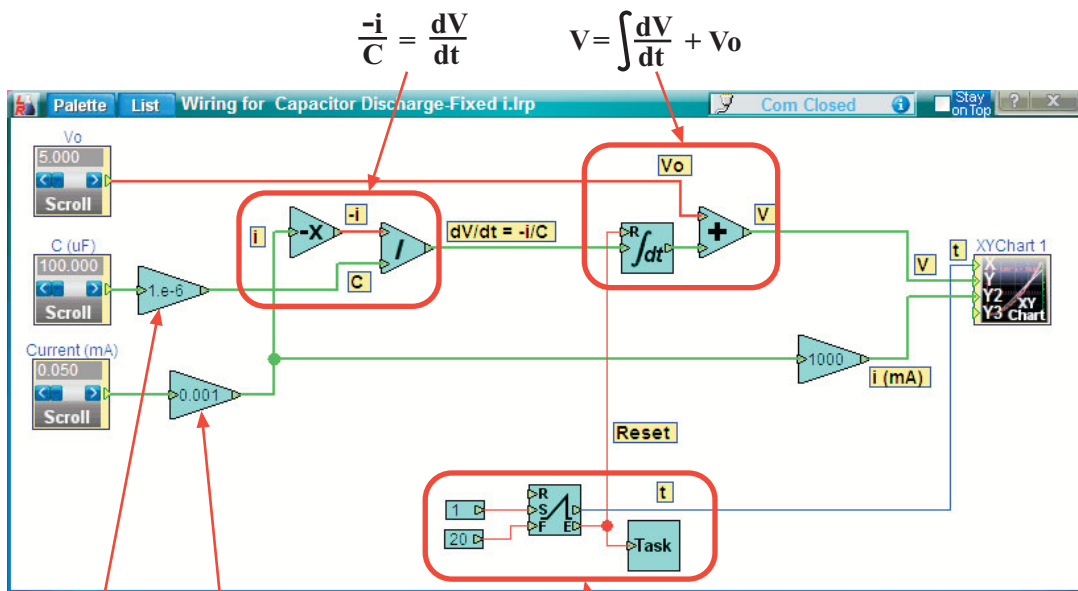 -i/C = dV/dt
V = ∫ dV/dt + Vo
LR Palette List Wiring for Capacitor Discharge-Fixed i.lrp Com Closed i Stay on Top ? X
Vo
5.000
Scroll
C (uF)
100.000
Scroll
Current (mA)
0.050
Scroll
1.e-6
0.001
i
-X
-i
/
C
dV/dt = -i/C
Vo
R
∫dt
+
V
V
t
XYChart 1
X
Y
Y2
Y3
XY
Chart
1000
i (mA)
Reset
1
20
R
S
F
E
t
Task